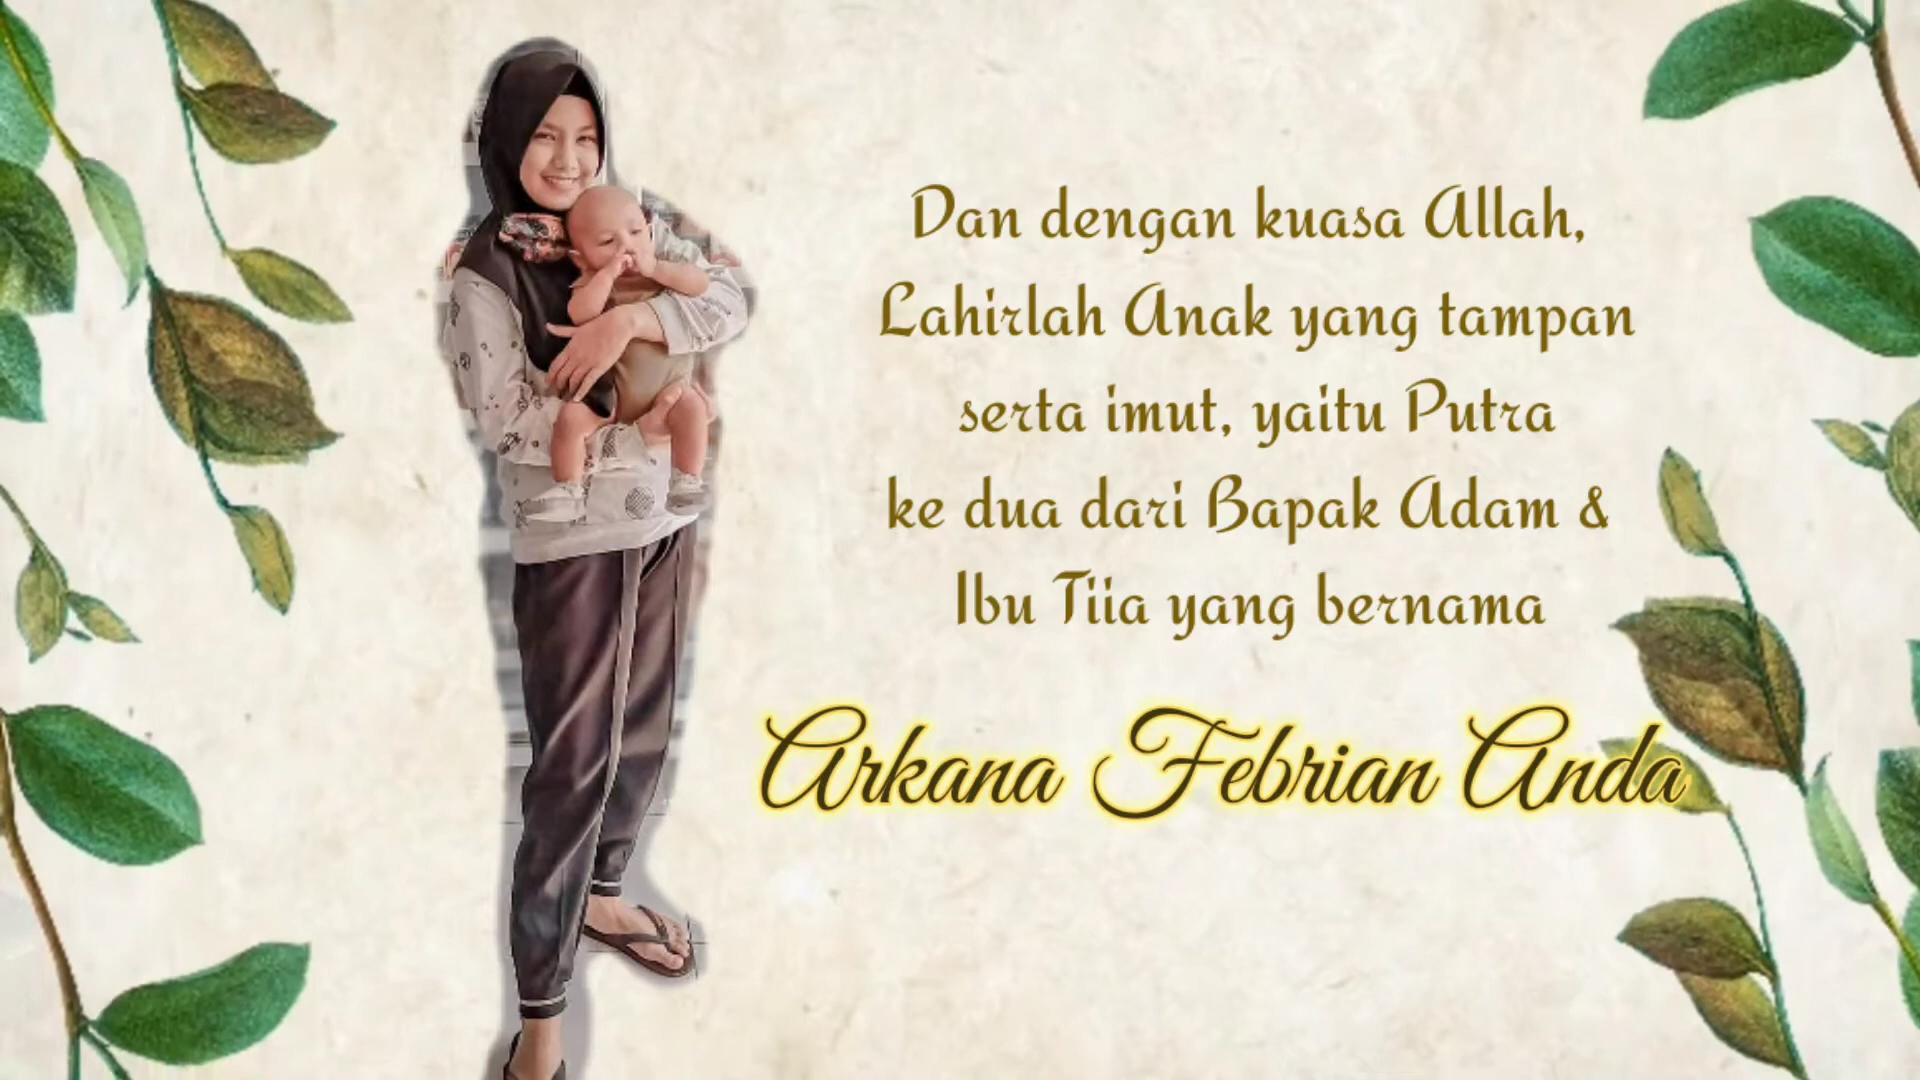 Dan dengan kuasa Allah,
Lahirlah Anak yang tampan
serta imut, yaitu Putra
ke dua dari Bapak Adam &
Ibu Tiia yang bernama
Arkana Febrian Anda